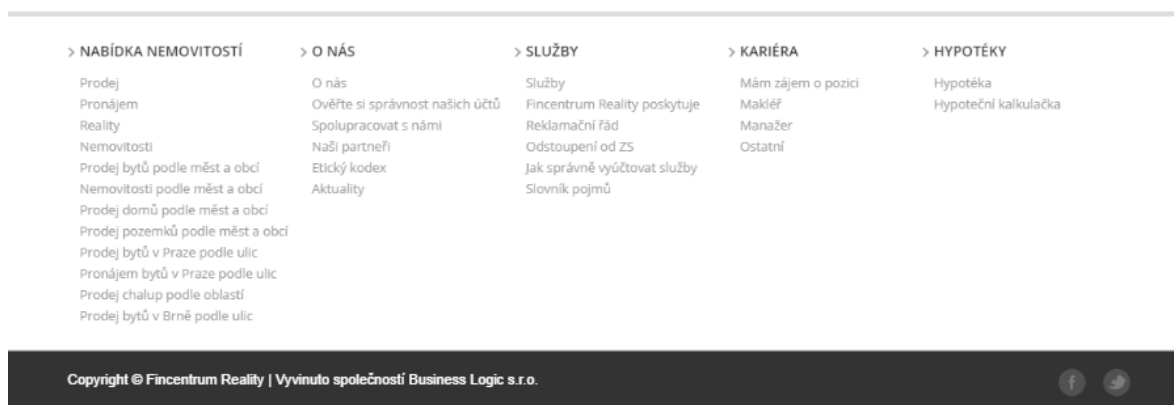 NABÍDKA NEMOVITOSTÍ
Prodej
Pronájem
Reality
Nemovitosti
Prodej bytů podle měst a obcí
Nemovitosti podle měst a obcí
Prodej domů podle měst a obcí
Prodej pozemků podle měst a obcí
Prodej bytů v Praze podle ulic
Pronájem bytů v Praze podle ulic
Prodej chalup podle oblastí
Prodej bytů v Brně podle ulic
O NÁS
O nás
Ověřte si správnost našich účtů
Spolupracovat s námi
Naši partneři
Etický kodex
Aktuality
SLUŽBY
Služby
Fincentrum Reality poskytuje
Reklamační řád
Odstoupení od ZS
Jak správně vyúčtovat služby
Slovník pojmů
KARIÉRA
Mám zájem o pozici
Makléř
Manažer
Ostatní
HYPOTÉKY
Hypotéka
Hypoteční kalkulačka
Copyright © Fincentrum Reality | Vyvinuto společností Business Logic s.r.o.